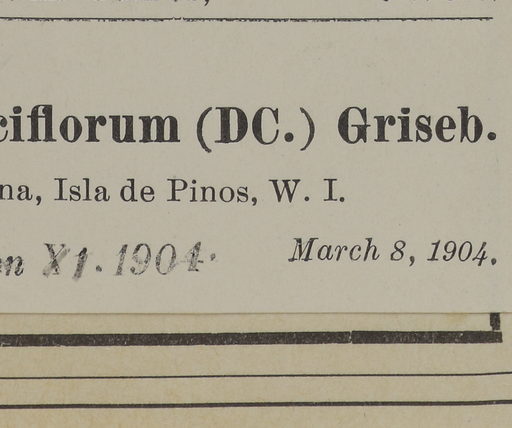 ciflorum (DC.) Griseb.
na, Isla de Pinos, W. I.
n XI. 1904. March 8, 1904.